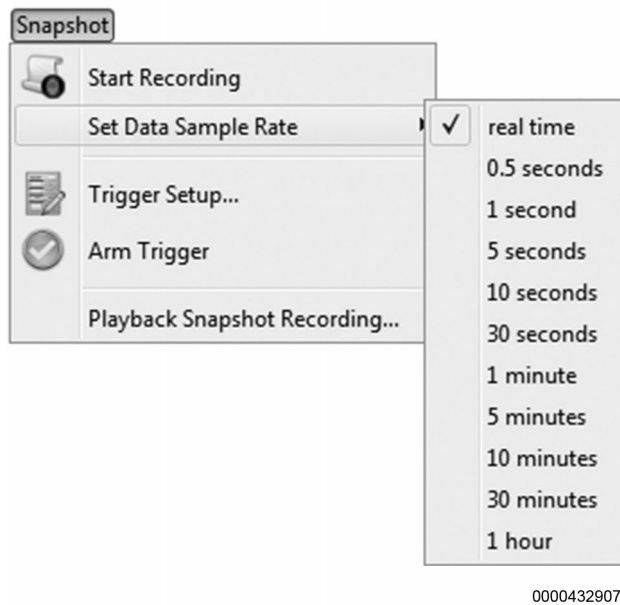 Snapshot
Start Recording
Set Data Sample Rate
Trigger Setup...
Arm Trigger
Playback Snapshot Recording...
real time
0.5 seconds
1 second
5 seconds
10 seconds
30 seconds
1 minute
5 minutes
10 minutes
30 minutes
1 hour
0000432907